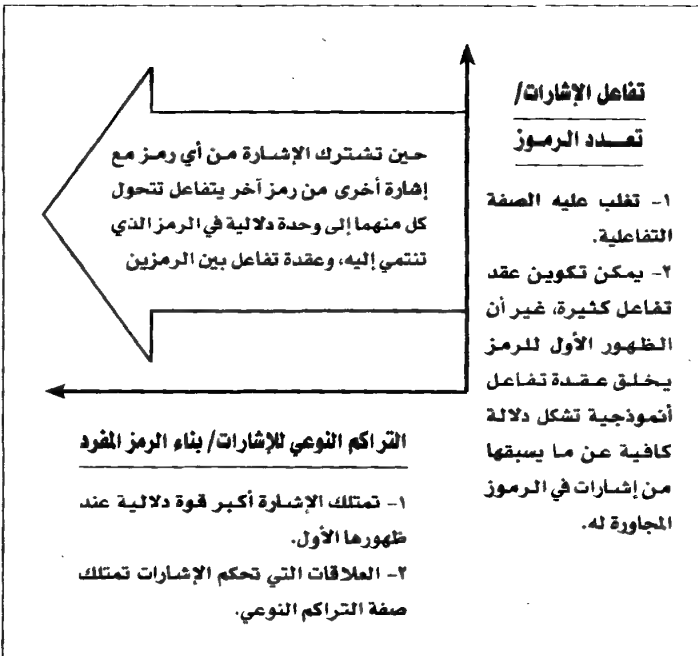 تفاعل الإشارات/
تعـــدد الرمـوز
١- تغلب عليه الصفة
التفاعلية.
٢- يمكن تكوين عقد
تفاعل كثيرة، غير أن
الظهور الأول للرمز
يخلق عقدة تفاعل
أنموذجية تشكل دلالة
كافية عن ما يسبقها
من إشارات في الرموز
المجاورة له.
حين تشترك الإشارة من أي رمز مع
إشارة أخرى من رمز آخر يتفاعل تتحول
كل منهما إلى وحدة دلالية في الرمز الذي
تنتمي إليه، وعقدة تفاعل بين الرمزين
التراكم النوعي للإشارات/ بناء الرمز المفرد
١- تمتلك الإشارة أكبر قوة دلالية عند
ظهورها الأول.
٢- العلاقات التي تحكم الإشارات تمتلك
صفة التراكم النوعي.